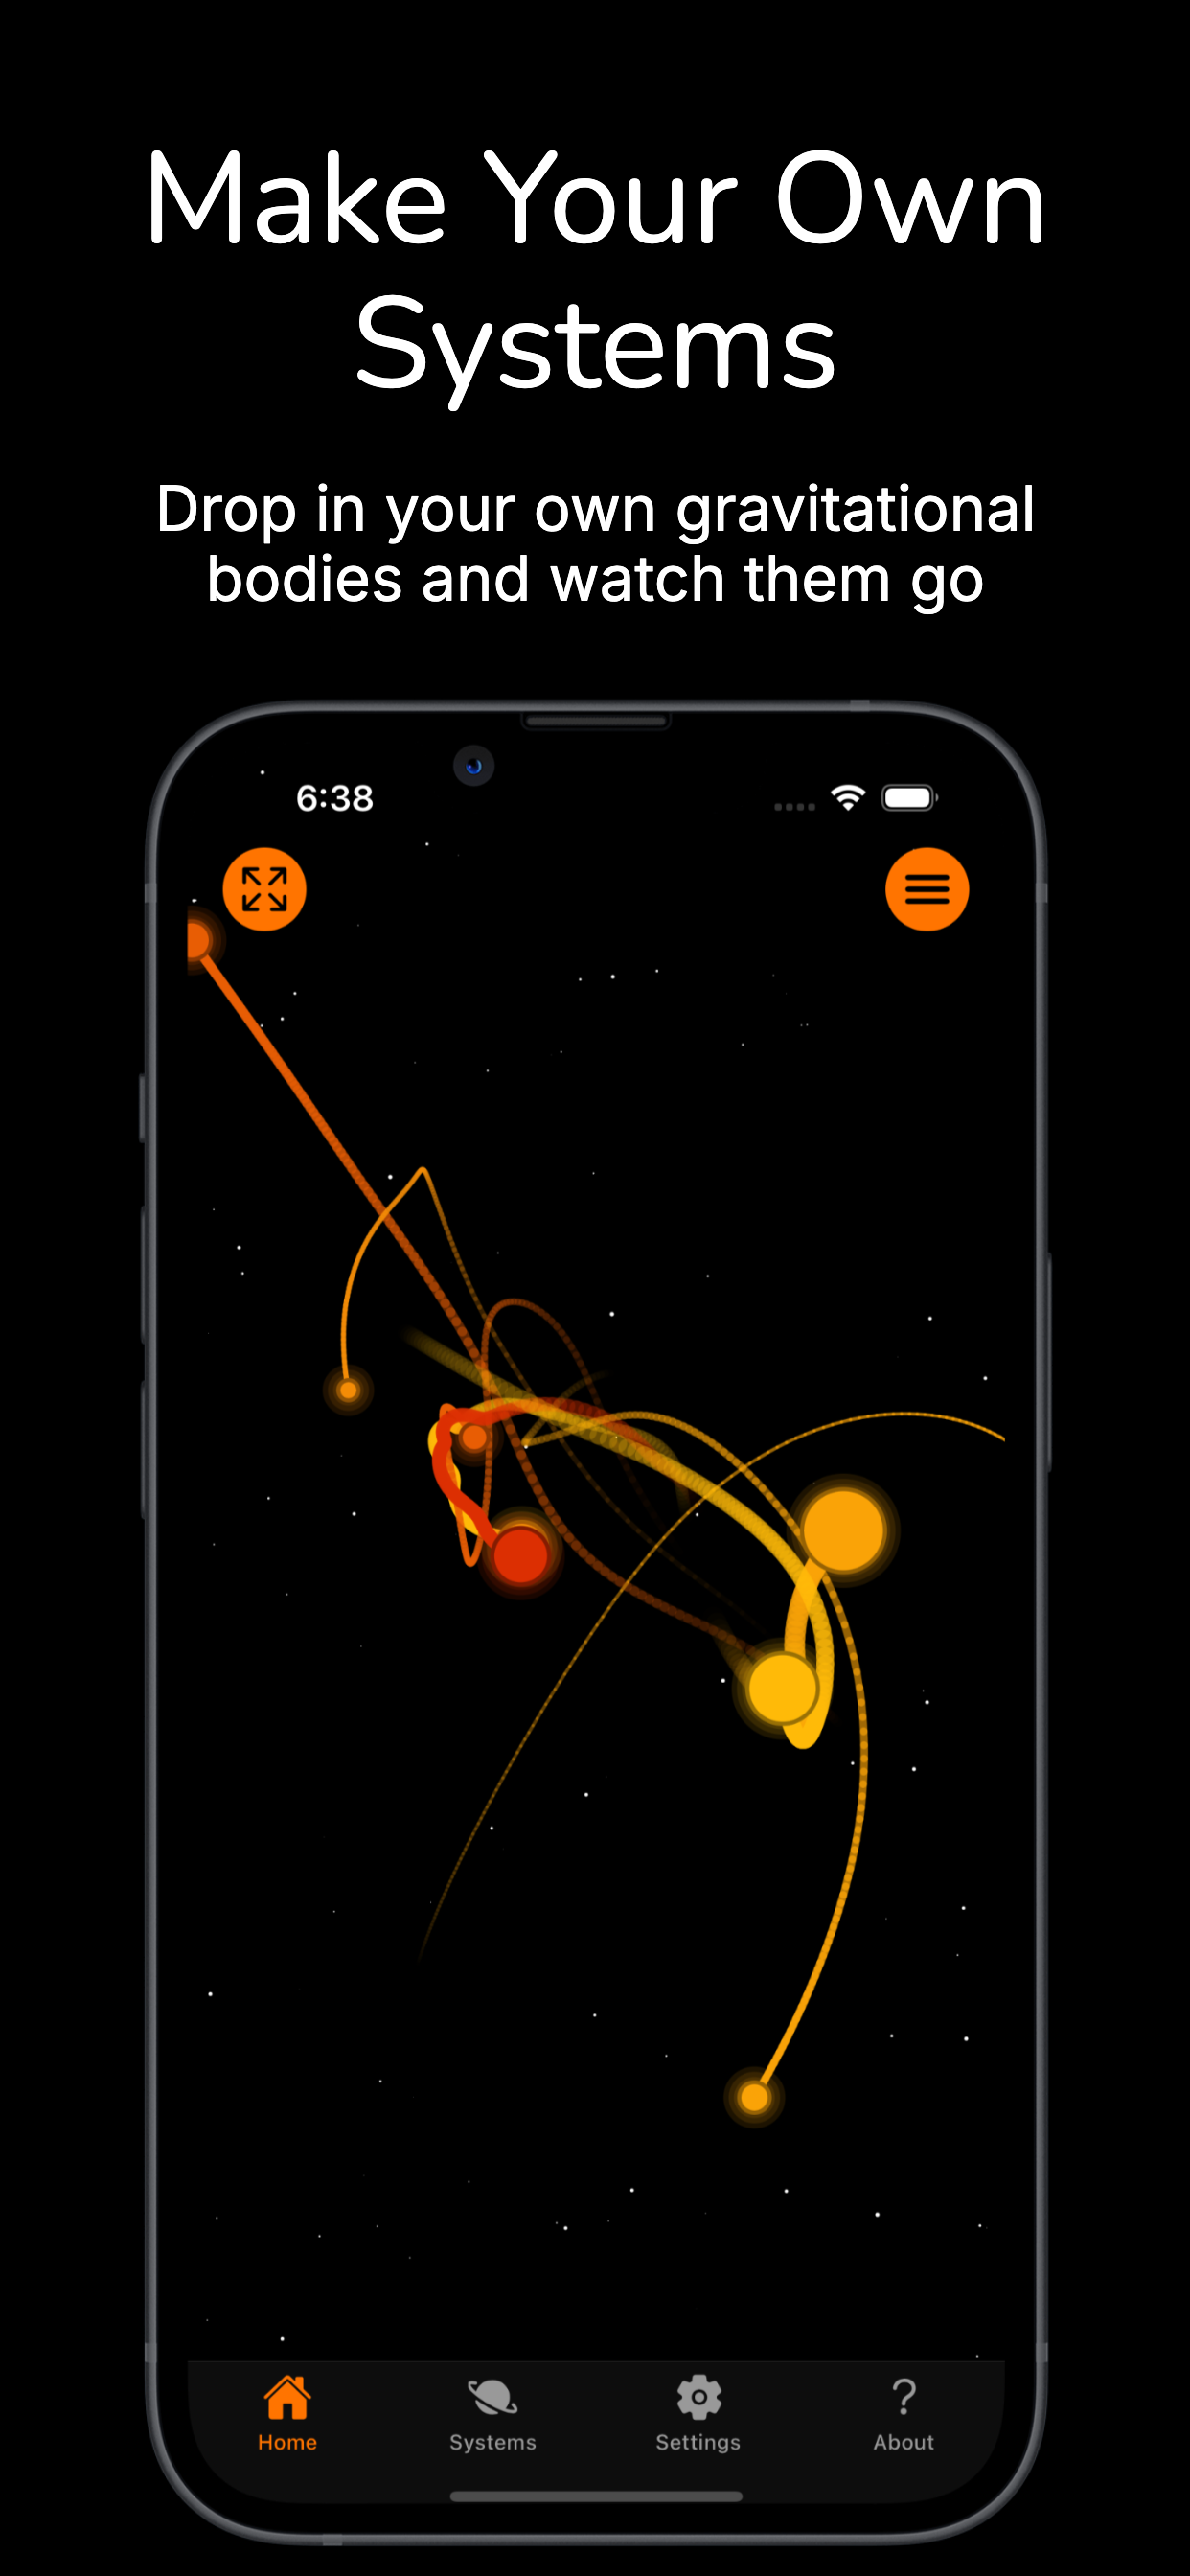 Make Your Own
Systems
Drop in your own gravitational
bodies and watch them go
6:38
Home
Systems
Settings
About